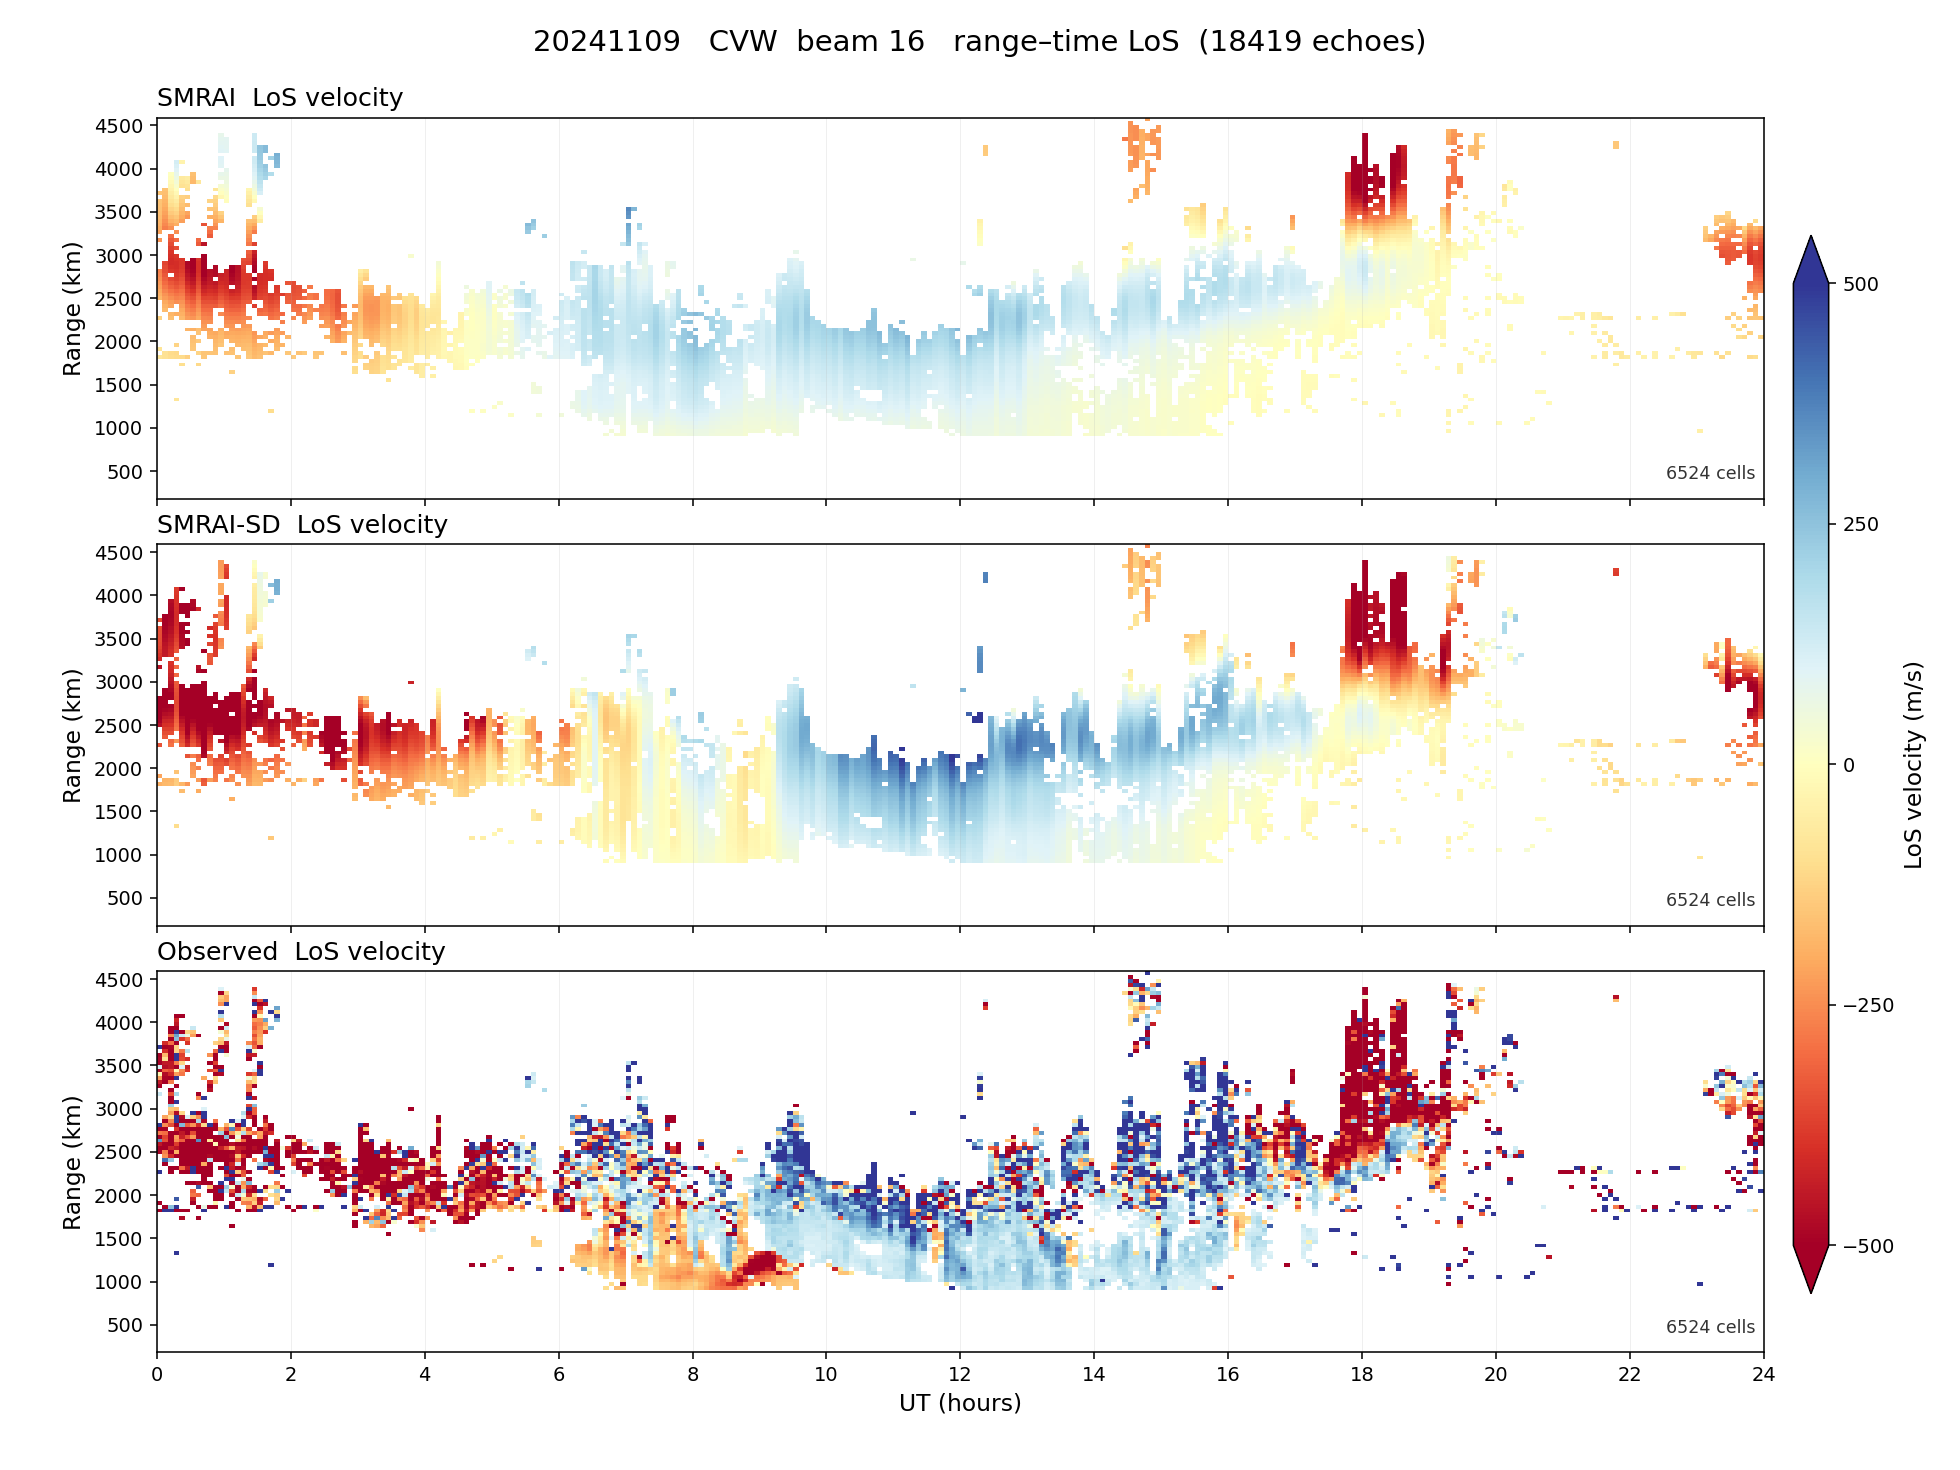 20241109 CVW beam 16 range–time LoS (18419 echoes)
SMRAI LoS velocity
4500
4000
3500
3000
2500
2000
1500
1000
500
Range (km)
6524 cells
SMRAI-SD LoS velocity
4500
4000
3500
3000
2500
2000
1500
1000
500
Range (km)
6524 cells
Observed LoS velocity
4500
4000
3500
3000
2500
2000
1500
1000
500
Range (km)
6524 cells
0 2 4 6 8 10 12 14 16 18 20 22 24
UT (hours)
500
250
0
−250
−500
LoS velocity (m/s)